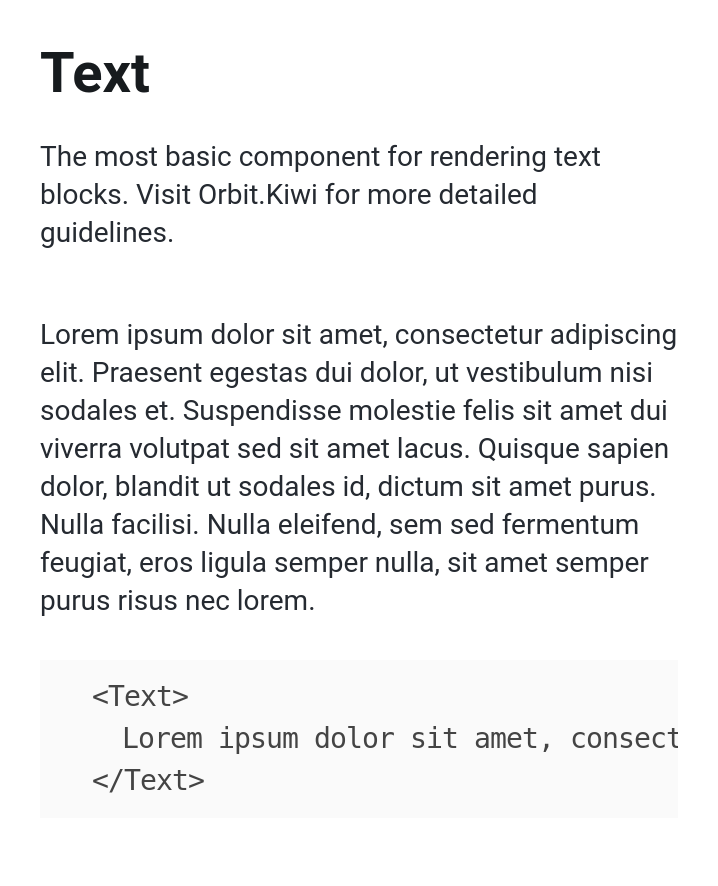 Text
The most basic component for rendering text
blocks. Visit Orbit.Kiwi for more detailed
guidelines.
Lorem ipsum dolor sit amet, consectetur adipiscing
elit. Praesent egestas dui dolor, ut vestibulum nisi
sodales et. Suspendisse molestie felis sit amet dui
viverra volutpat sed sit amet lacus. Quisque sapien
dolor, blandit ut sodales id, dictum sit amet purus.
Nulla facilisi. Nulla eleifend, sem sed fermentum
feugiat, eros ligula semper nulla, sit amet semper
purus risus nec lorem.
<Text>
Lorem ipsum dolor sit amet, consect
</Text>